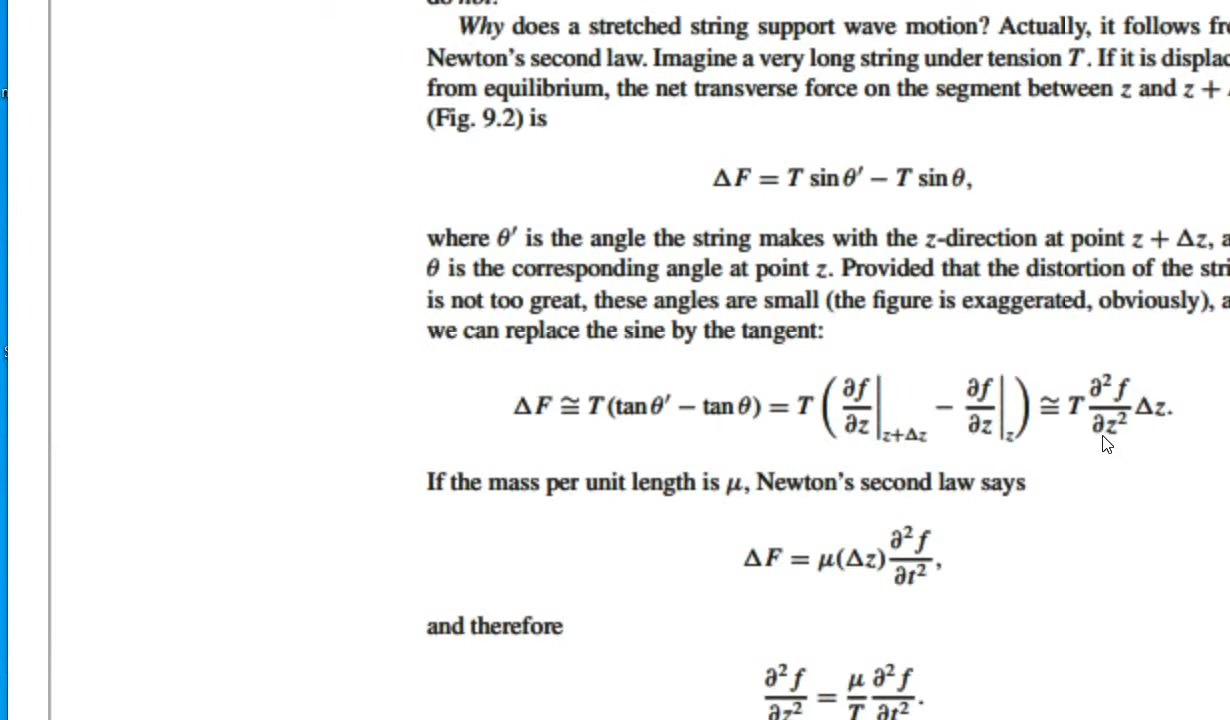 Why does a stretched string support wave motion? Actually, it follows
Newton's second law. Imagine a very long string under tension T. If it is
from equilibrium, the net transverse force on the segment between z and z +
(Fig. 9.2) is
ΔF = T sin θ′ − T sin θ,
where θ′ is the angle the string makes with the z-direction at point z + Δz,
θ is the corresponding angle at point z. Provided that the distortion of the
is not too great, these angles are small (the figure is exaggerated, obviously),
we can replace the sine by the tangent:
ΔF ≅ T(tan θ′ − tan θ) = T (∂f/∂z|z+Δz − ∂f/∂z|z) ≅ T ∂²f/∂z² Δz.
If the mass per unit length is μ, Newton's second law says
ΔF = μ(Δz) ∂²f/∂t²,
and therefore
∂²f/∂z² = μ/T ∂²f/∂t².